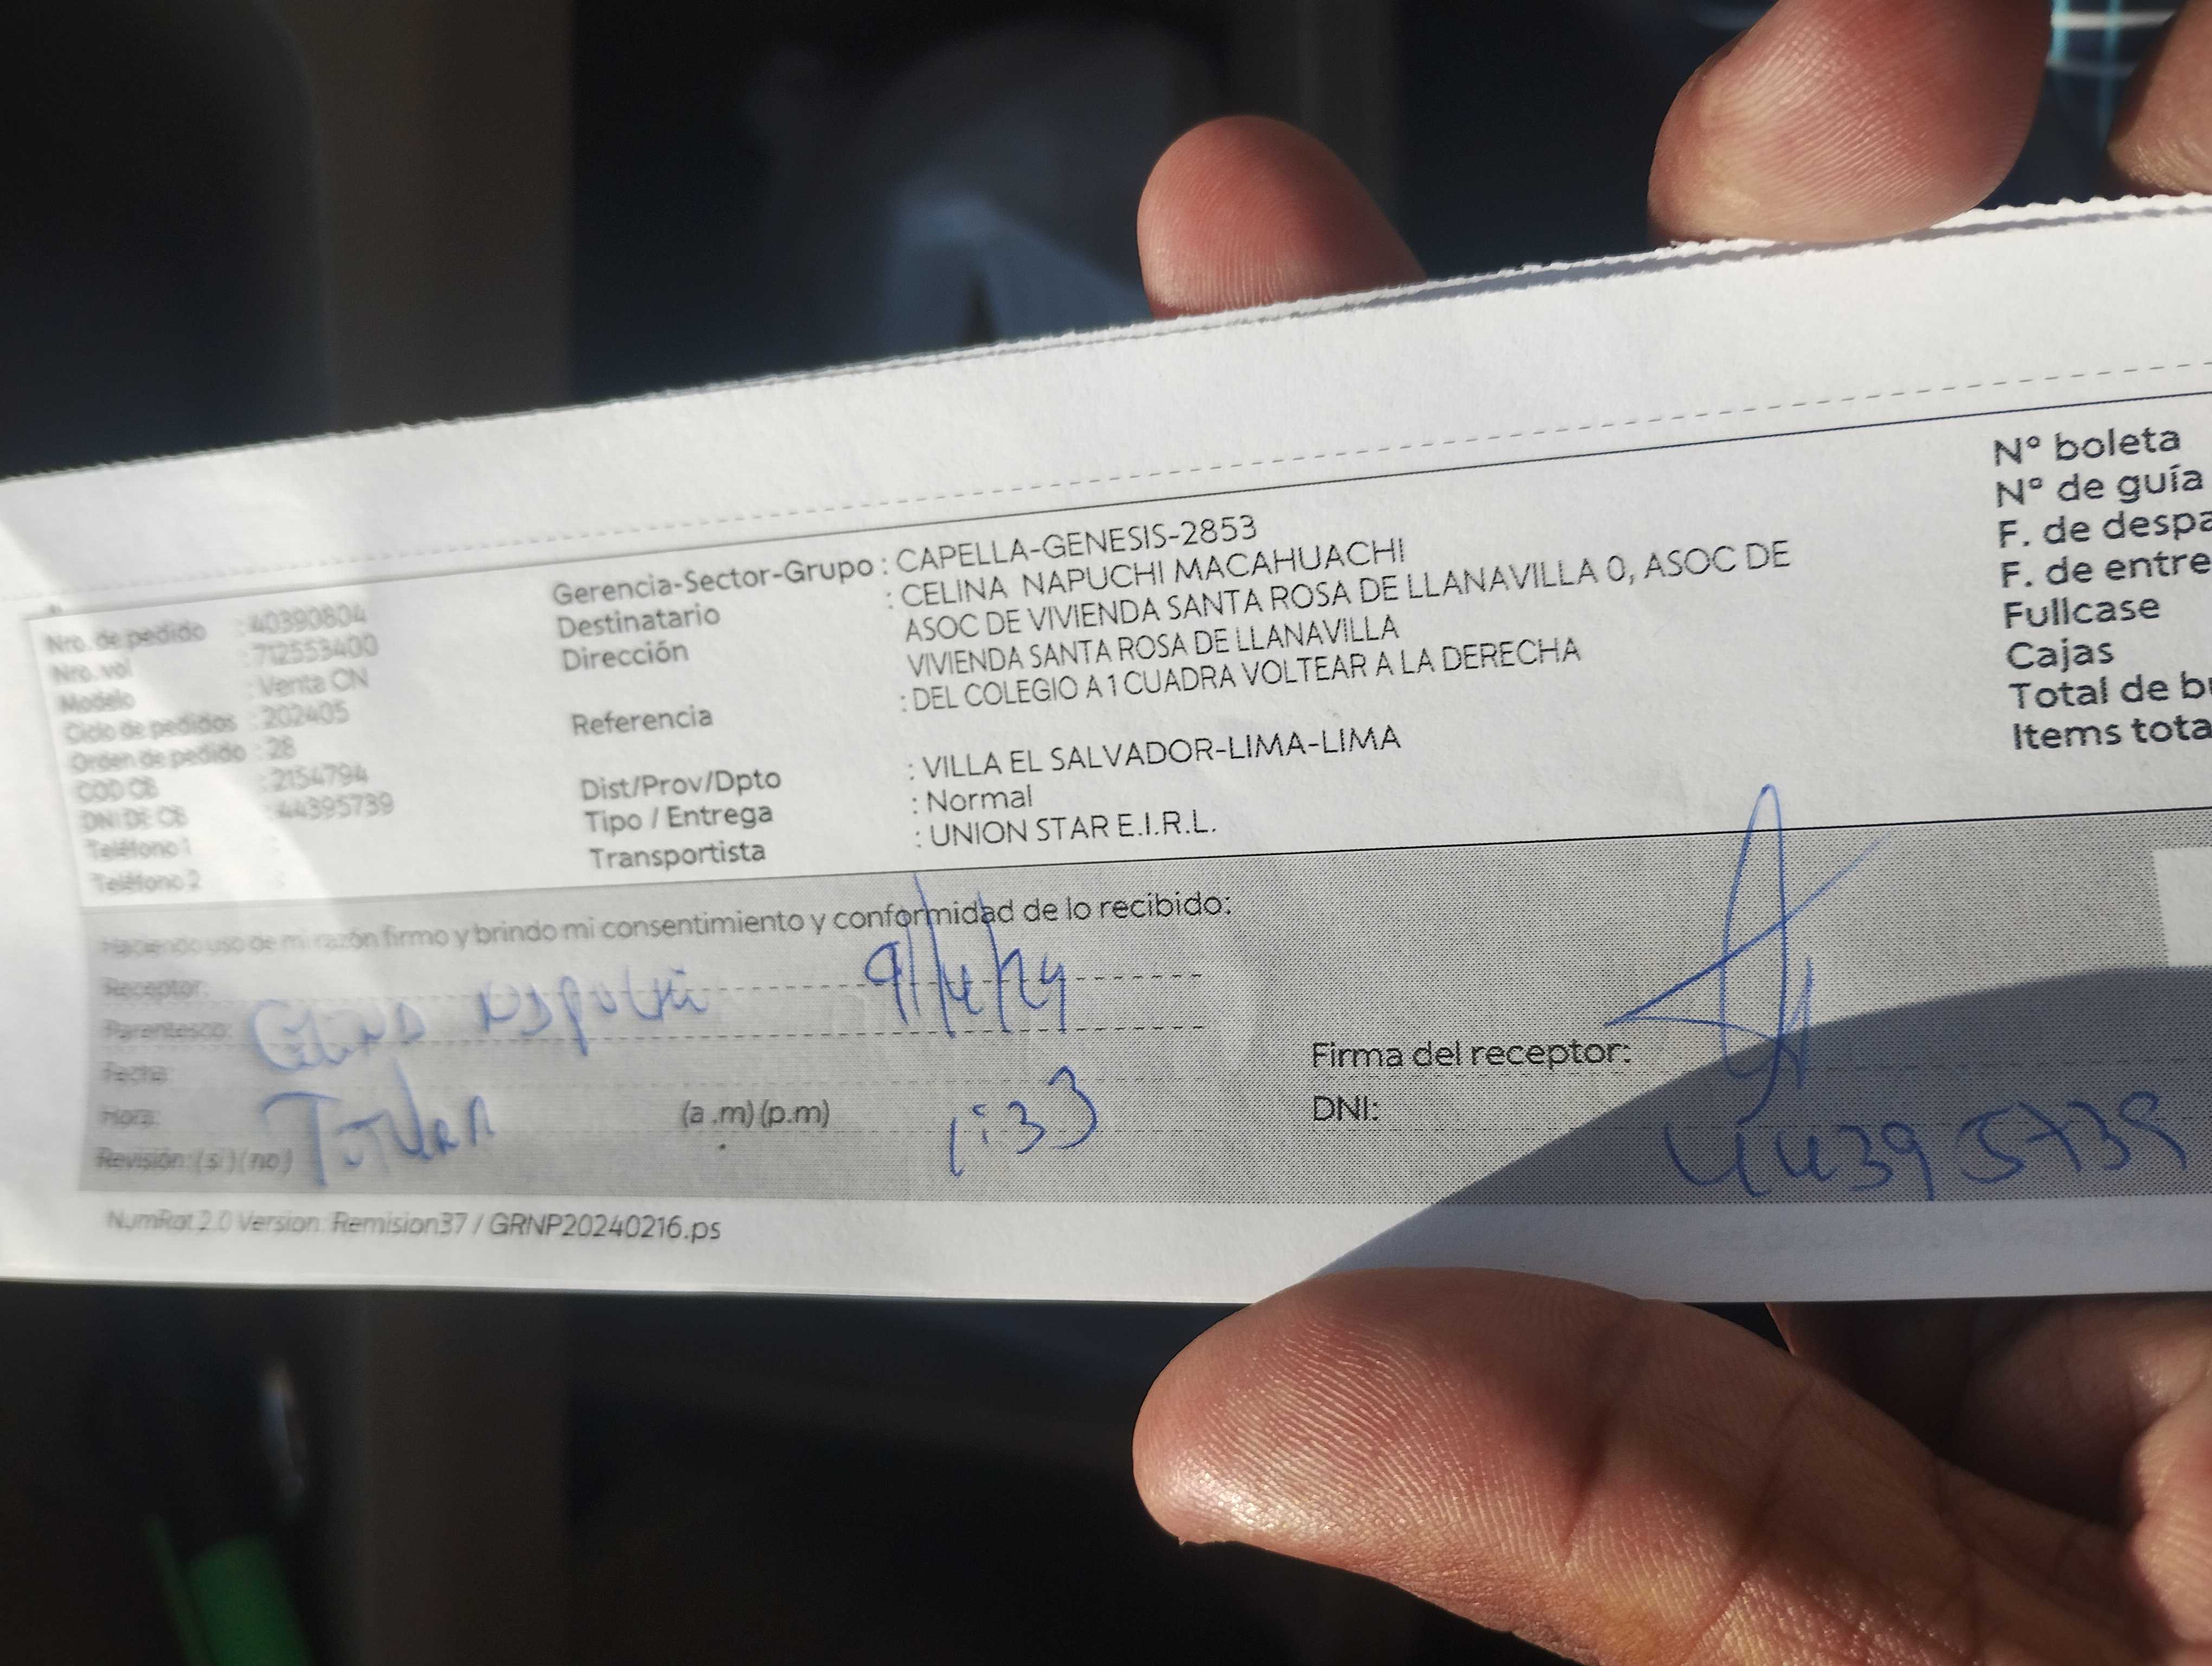 Nro. de pedido : 40390804
Nro. vol : 712553400
Modelo : Venta CN
Ciclo de pedidos : 202405
Orden de pedido : 28
COD CB : 2154794
DNI DE CB : 44395739
Teléfono 1 :
Teléfono 2 :
Gerencia-Sector-Grupo : CAPELLA-GENESIS-2853
Destinatario : CELINA NAPUCHI MACAHUACHI
Dirección ASOC DE VIVIENDA SANTA ROSA DE LLANAVILLA 0, ASOC DE
VIVIENDA SANTA ROSA DE LLANAVILLA
Referencia : DEL COLEGIO A 1 CUADRA VOLTEAR A LA DERECHA
Dist/Prov/Dpto : VILLA EL SALVADOR-LIMA-LIMA
Tipo / Entrega : Normal
Transportista : UNION STAR E.I.R.L.
N° boleta
N° de guía
F. de
F. de
Fullcase
Cajas
Total de
Items
Haciendo uso de mi razón firmo y brindo mi consentimiento y conformidad de lo recibido:
Receptor:
Parentesco:
Fecha:
Hora: (a .m) (p.m)
Revisión: (si) (no)
9/4/24
Titular
1:33
Firma del receptor:
DNI: 44395739
NumRot 2.0 Version: Remision37 / GRNP20240216.ps